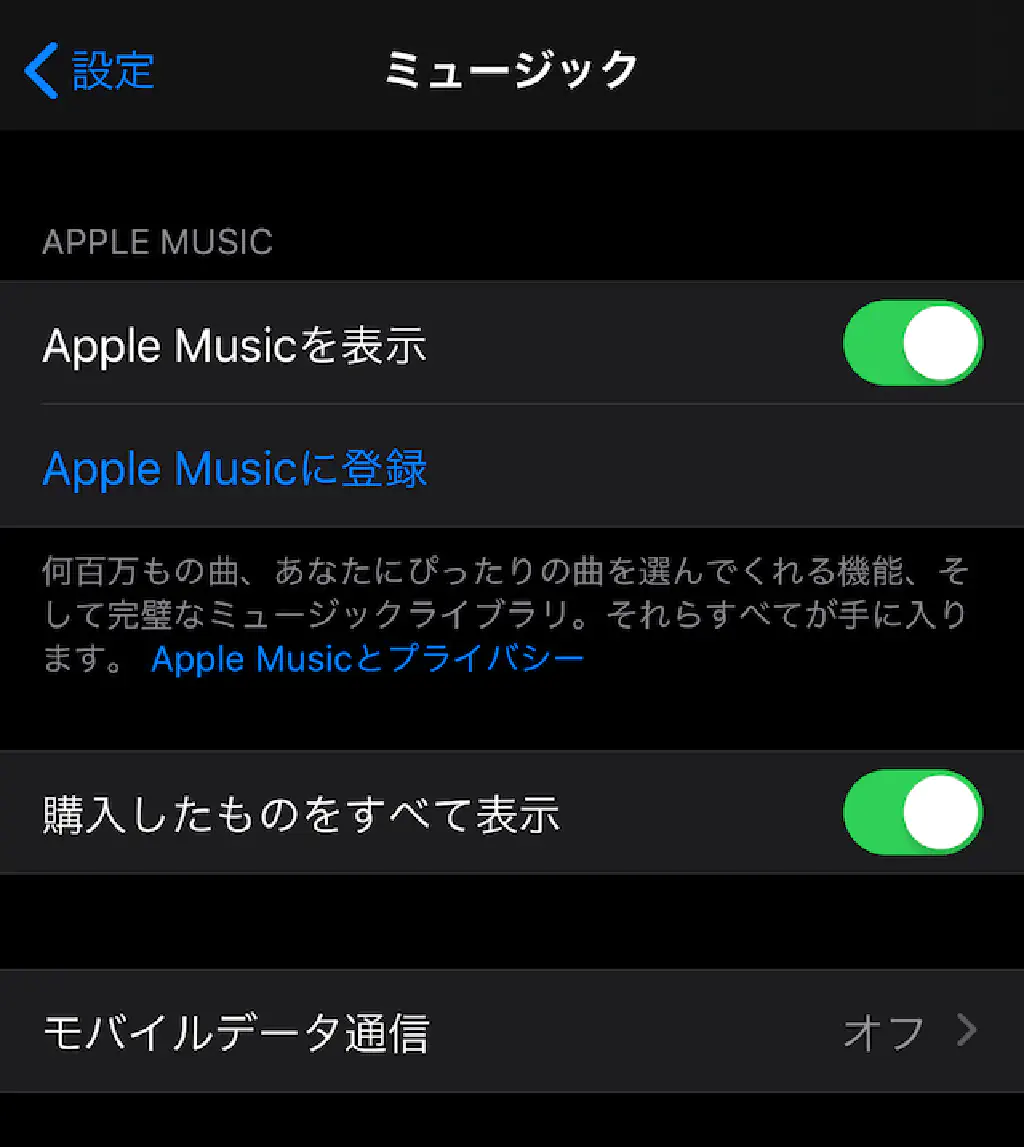 設定
ミュージック
APPLE MUSIC
Apple Musicを表示
Apple Musicに登録
何百万もの曲、あなたにぴったりの曲を選んでくれる機能、そ
して完璧なミュージックライブラリ。それらすべてが手に入り
ます。 Apple Musicとプライバシー
購入したものをすべて表示
モバイルデータ通信 オフ